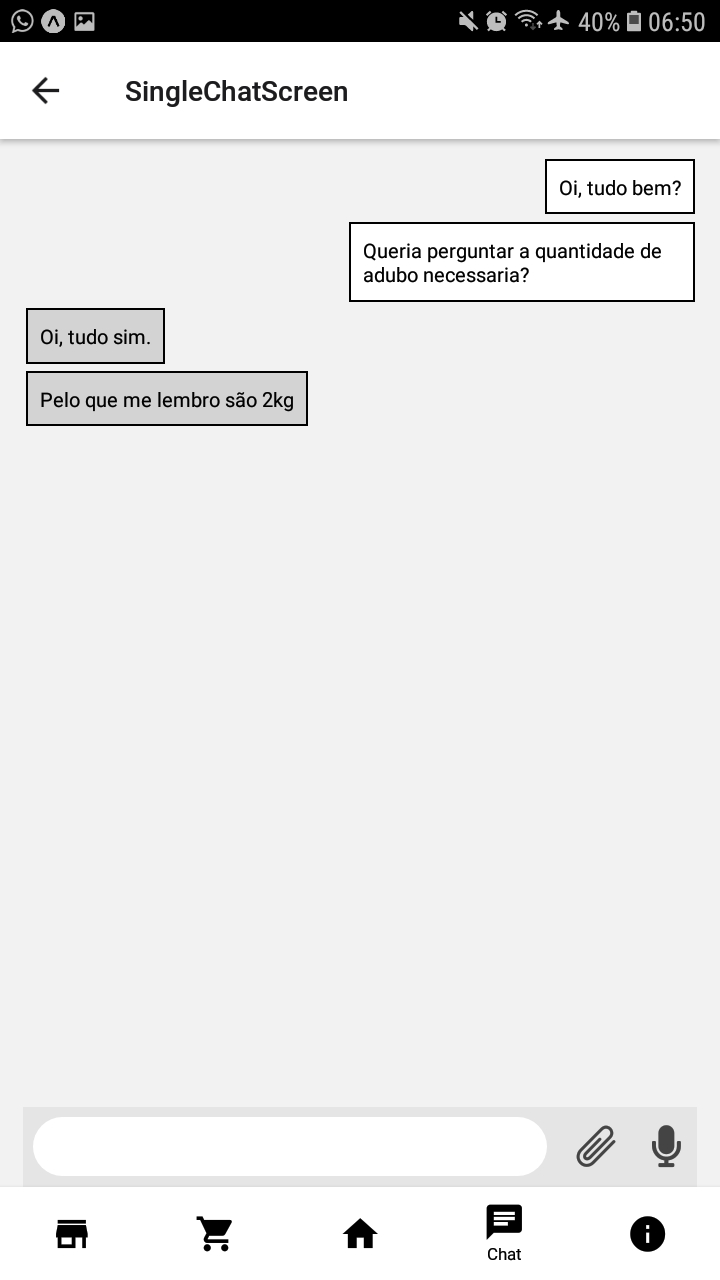 40% 06:50
SingleChatScreen
Oi, tudo bem?
Queria perguntar a quantidade de
adubo necessaria?
Oi, tudo sim.
Pelo que me lembro são 2kg
Chat